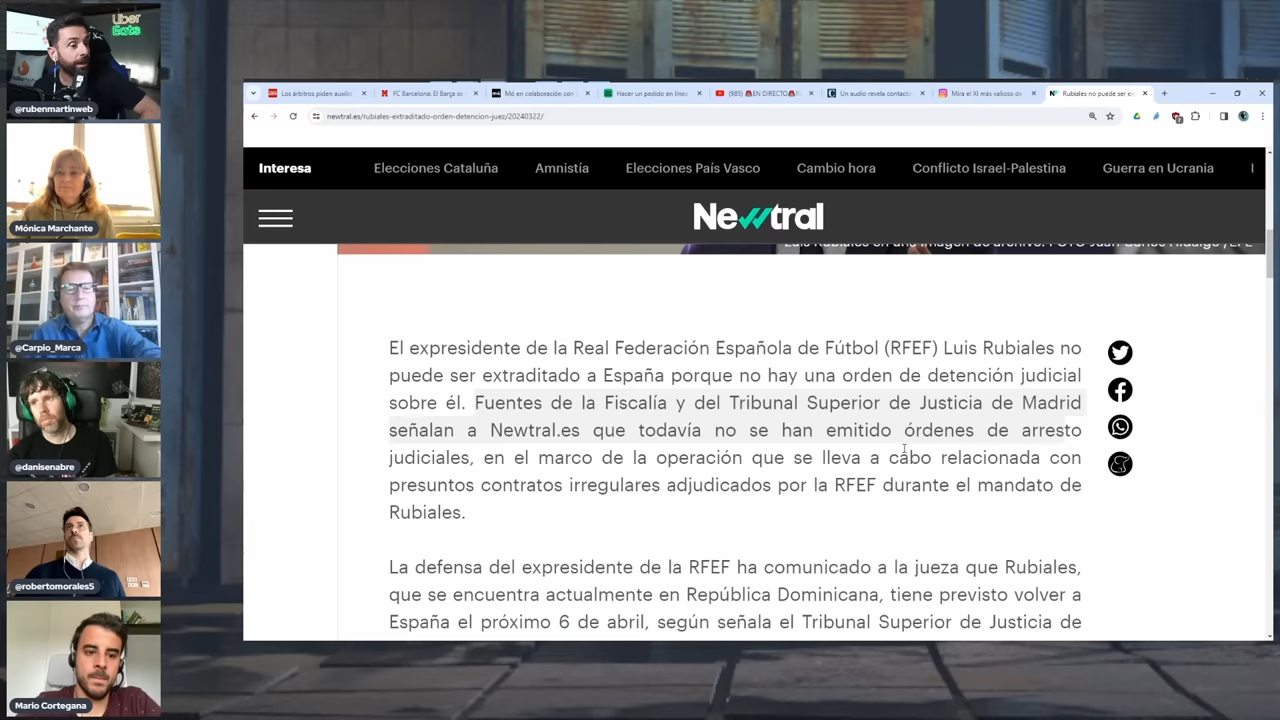 Uber
Eats
@rubenmartinweb
Mónica Marchante
@Carpio_Marca
@danisenabre
@robertomorales5
Mario Cortegana
Los árbitros piden auxilio
FC Barcelona: El Barça se
Mó en colaboración con
Hacer un pedido en línea
(985) EN DIRECTO
Un audio revela contacto
Mira el XI más valioso d
Rubiales no puede ser ex
newtral.es/rubiales-extraditado-orden-detencion-juez/20240322/
Interesa Elecciones Cataluña Amnistía Elecciones País Vasco Cambio hora Conflicto Israel-Palestina Guerra en Ucrania
Newtral
Luis Rubiales en una imagen de archivo. FOTO Juan Carlos Hidalgo / EFE
El expresidente de la Real Federación Española de Fútbol (RFEF) Luis Rubiales no
puede ser extraditado a España porque no hay una orden de detención judicial
sobre él. Fuentes de la Fiscalía y del Tribunal Superior de Justicia de Madrid
señalan a Newtral.es que todavía no se han emitido órdenes de arresto
judiciales, en el marco de la operación que se lleva a cabo relacionada con
presuntos contratos irregulares adjudicados por la RFEF durante el mandato de
Rubiales.
La defensa del expresidente de la RFEF ha comunicado a la jueza que Rubiales,
que se encuentra actualmente en República Dominicana, tiene previsto volver a
España el próximo 6 de abril, según señala el Tribunal Superior de Justicia de